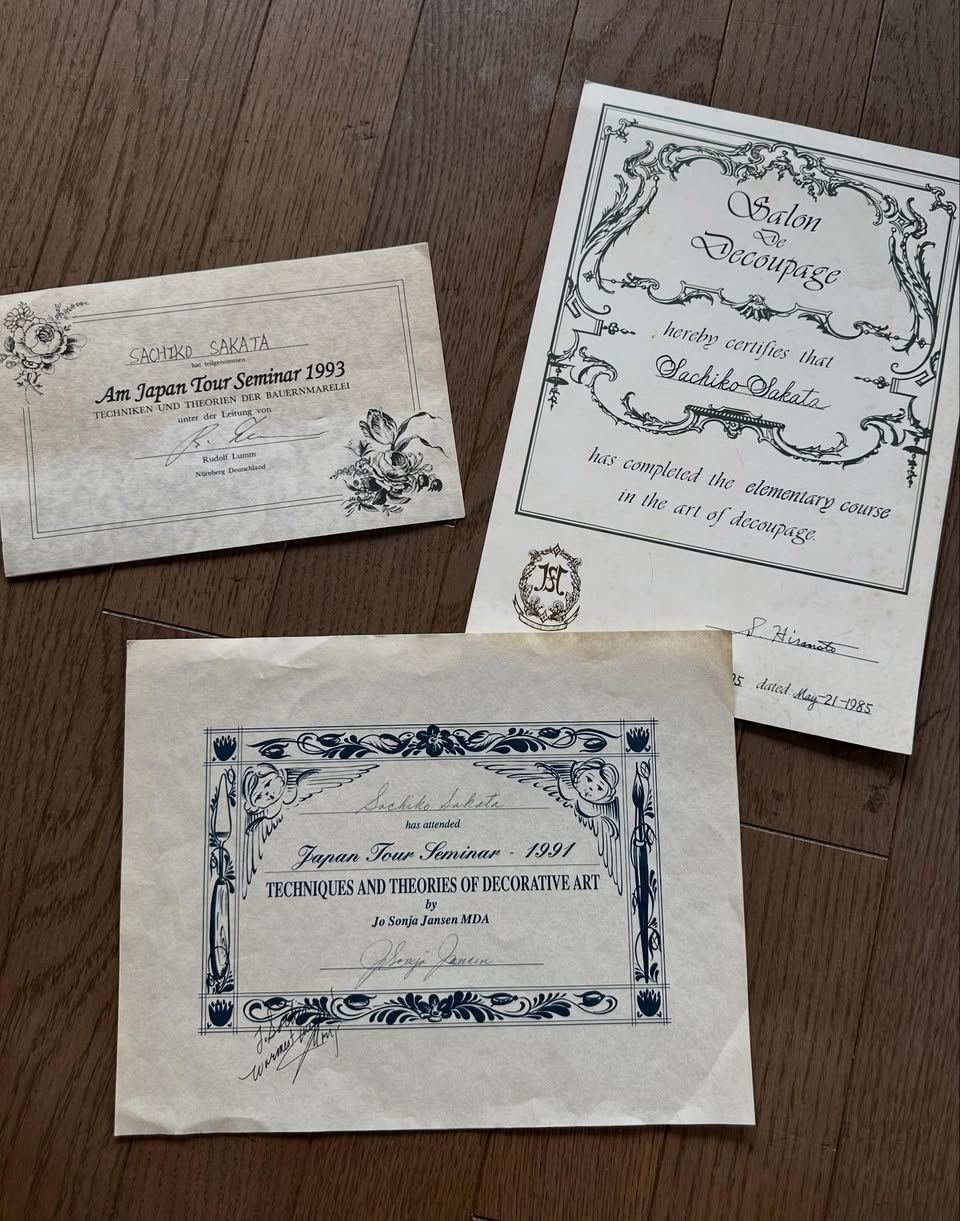 SACHIKO SAKATA
hat teilgenommen
Am Japan Tour Seminar 1993
TECHNIKEN UND THEORIEN DER BAUERNMARELEI
unter der Leitung von
Rudolf Lumm
Nürnberg Deutschland
Salon
De
Decoupage
hereby certifies that
Sachiko Sakata
has completed the elementary course
in the art of decoupage.
S. Hiramoto
dated May-21-1985
Sachiko Sakata
has attended
Japan Tour Seminar - 1991
TECHNIQUES AND THEORIES OF DECORATIVE ART
by
Jo Sonja Jansen MDA
Jo Sonja Jansen
Warmest